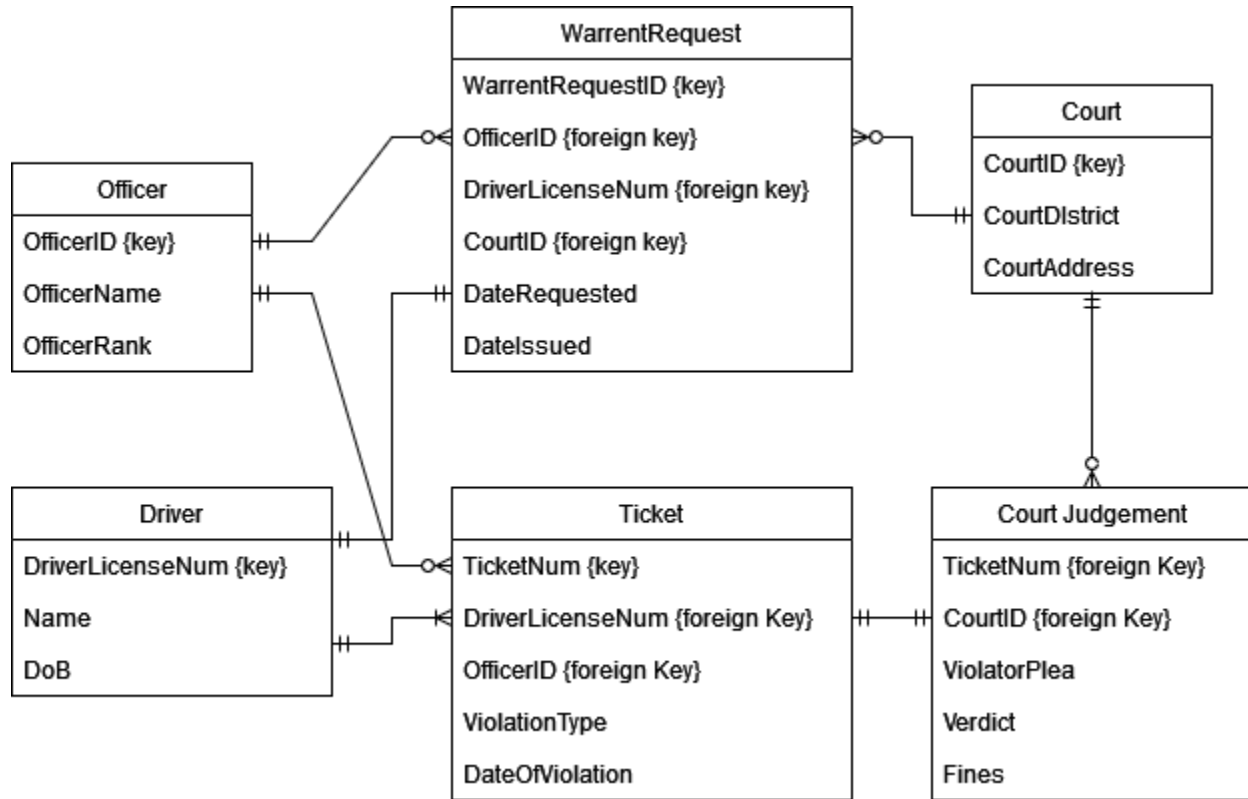 WarrentRequest
WarrentRequestID {key}
OfficerID {foreign key}
DriverLicenseNum {foreign key}
CourtID {foreign key}
DateRequested
DateIssued
Court
CourtID {key}
CourtDIstrict
CourtAddress
Officer
OfficerID {key}
OfficerName
OfficerRank
Driver
DriverLicenseNum {key}
Name
DoB
Ticket
TicketNum {key}
DriverLicenseNum {foreign Key}
OfficerID {foreign Key}
ViolationType
DateOfViolation
Court Judgement
TicketNum {foreign Key}
CourtID {foreign Key}
ViolatorPlea
Verdict
Fines